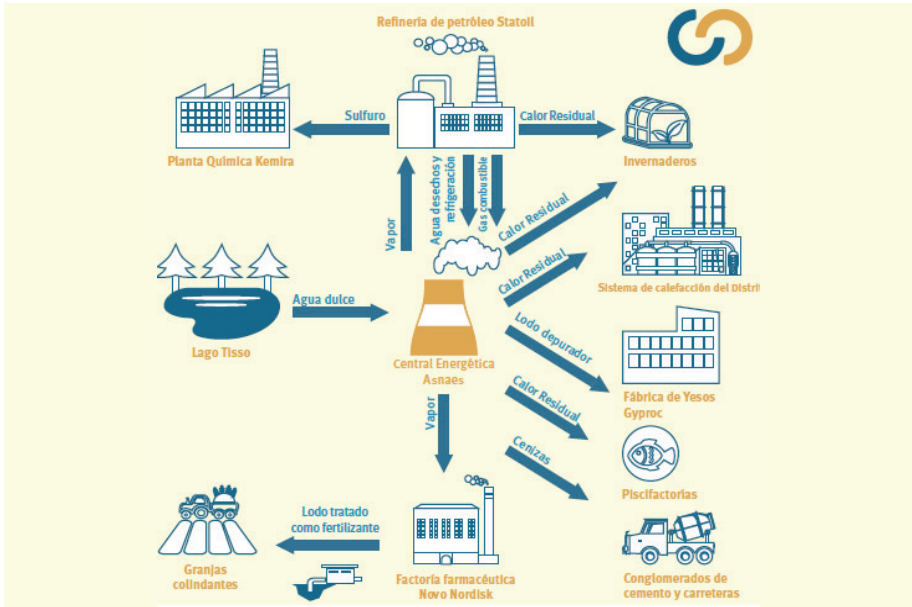 Refinería de petróleo Statoil
Sulfuro
Calor Residual
Planta Química Kemira
Invernaderos
Vapor
Agua desechos y
refrigeración
Gas combustible
Calor Residual
Calor Residual
Sistema de calefacción del Distri
Agua dulce
Lago Tisso
Central Energética
Asnaes
Lodo depurador
Fábrica de Yesos
Gyproc
Calor Residual
Vapor
Cenizas
Piscifactorias
Lodo tratado
como fertilizante
Granjas
colindantes
Factoría farmacéutica
Novo Nordisk
Conglomerados de
cemento y carreteras